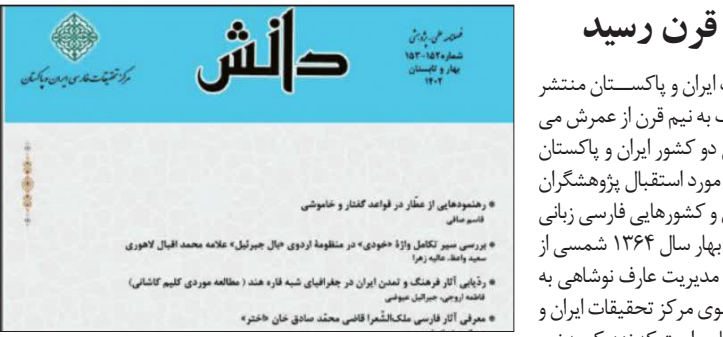 قرن رسید
ایران و پاکستان منتشر
به نیم قرن از عمرش می
دو کشور ایران و پاکستان
مورد استقبال پژوهشگران
و کشورهایی فارسی زبانی
بهار سال ۱۳۶۴ شمسی از
مدیریت عارف نوشاهی به
سوی مرکز تحقیقات ایران و
فصلنامه علمی-پژوهشی
شماره ۱۵۲-۱۵۳
بهار و تابستان
۱۴۰۲
دانش
مرکز تحقیقات فارسی ایران و پاکستان
* رهنمودهایی از عطّار در قواعد گفتار و خاموشی
قاسم صافی
* بررسی سیر تکامل واژهٔ «خودی» در منظومهٔ اردوی «بال جبرئیل» علامه محمد اقبال لاهوری
سعید واعظ، عالیه زهرا
* ردّیابی آثار فرهنگ و تمدن ایران در جغرافیای شبه قاره هند ( مطالعه موردی کلیم کاشانی)
فاطمه اروجی، جبرائیل عیوضی
* معرفی آثار فارسی ملک‌الشّعرا قاضی محمّد صادق خان «اختر»